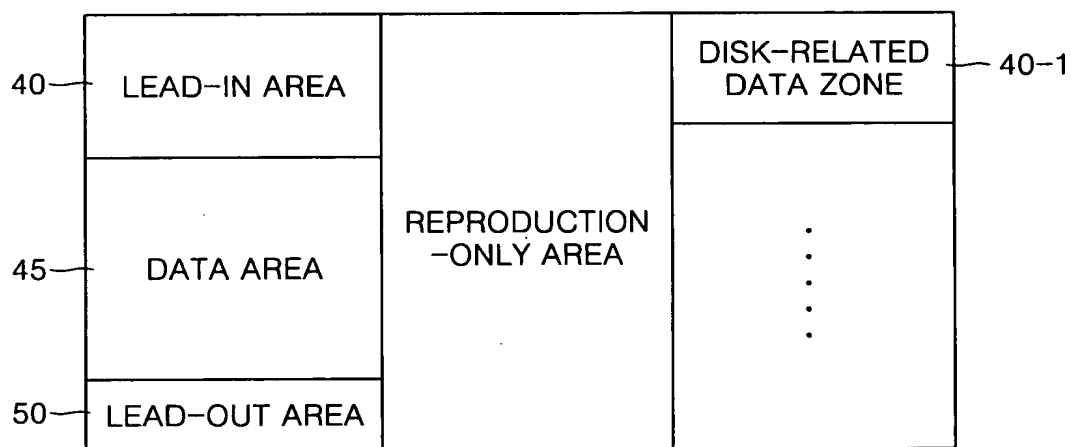 40
LEAD-IN AREA
DISK-RELATED
DATA ZONE
40-1
45
DATA AREA
REPRODUCTION
-ONLY AREA
50
LEAD-OUT AREA